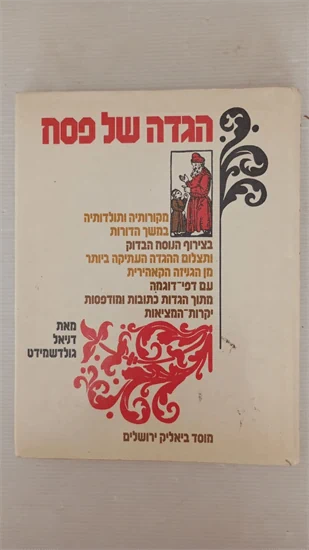 הגדה של פסח
מקורותיה ותולדותיה
במשך הדורות
בצירוף הנוסח הבדוק
ותצלום ההגדה העתיקה ביותר
מן הגניזה הקאהירית
עם דפי־דוגמה
מתוך הגדות כתובות ומודפסות
יקרות־המציאות
מאת
דניאל
גולדשמידט
מוסד ביאליק ירושלים